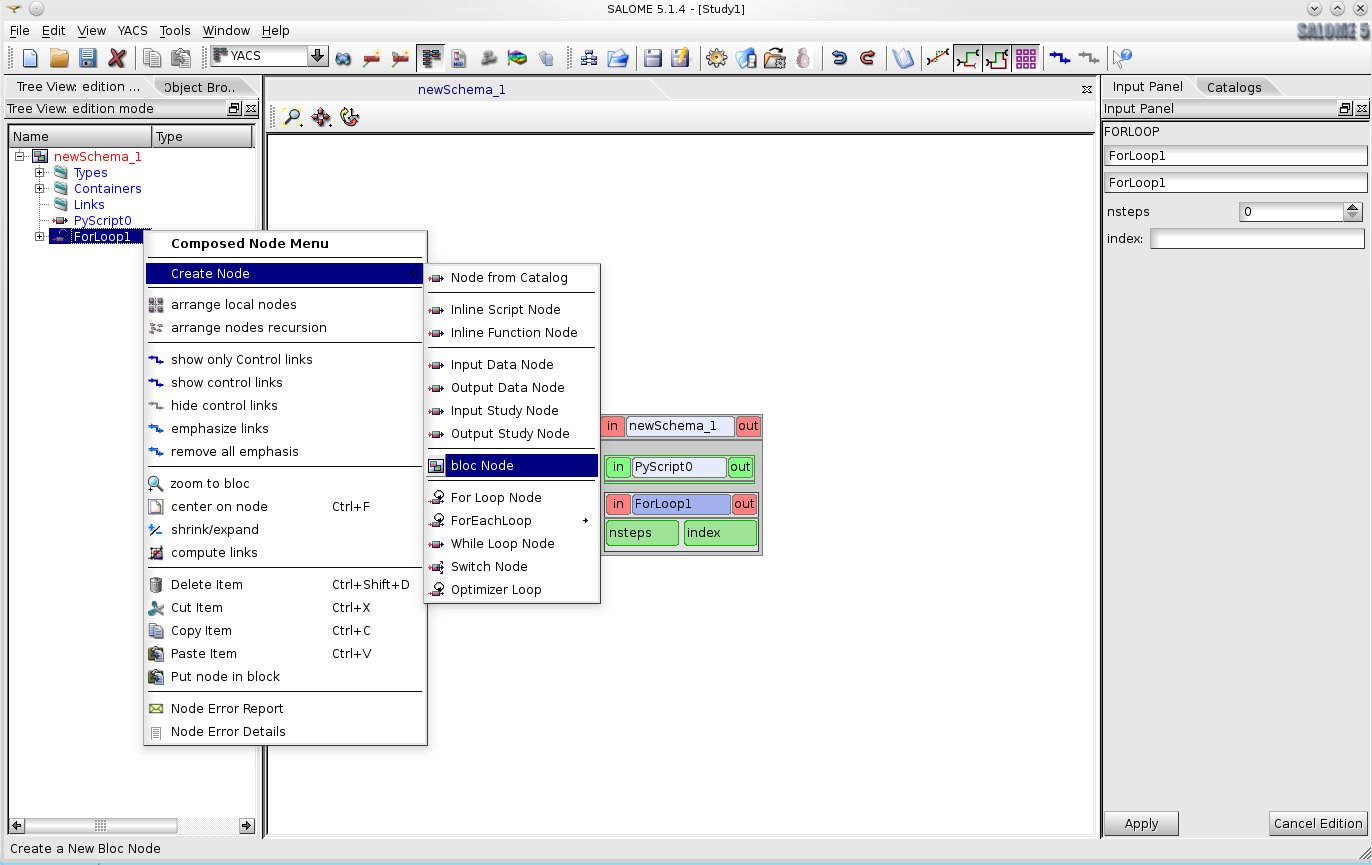 SALOME 5.1.4 - [Study1]
File Edit View YACS Tools Window Help
SALOME 5
YACS
Tree View: edition ... Object Bro..
newSchema_1
Input Panel Catalogs
Tree View: edition mode
Input Panel
Name Type
FORLOOP
newSchema_1
ForLoop1
Types
Containers
ForLoop1
Links
nsteps 0
PyScript0
ForLoop1
index:
Composed Node Menu
Create Node
arrange local nodes
arrange nodes recursion
show only Control links
show control links
hide control links
emphasize links
remove all emphasis
zoom to bloc
center on node Ctrl+F
shrink/expand
compute links
Delete Item Ctrl+Shift+D
Cut Item Ctrl+X
Copy Item Ctrl+C
Paste Item Ctrl+V
Put node in block
Node Error Report
Node Error Details
Node from Catalog
Inline Script Node
Inline Function Node
Input Data Node
Output Data Node
Input Study Node
Output Study Node
bloc Node
For Loop Node
ForEachLoop
While Loop Node
Switch Node
Optimizer Loop
in newSchema_1 out
in PyScript0 out
in ForLoop1 out
nsteps index
Apply Cancel Edition
Create a New Bloc Node